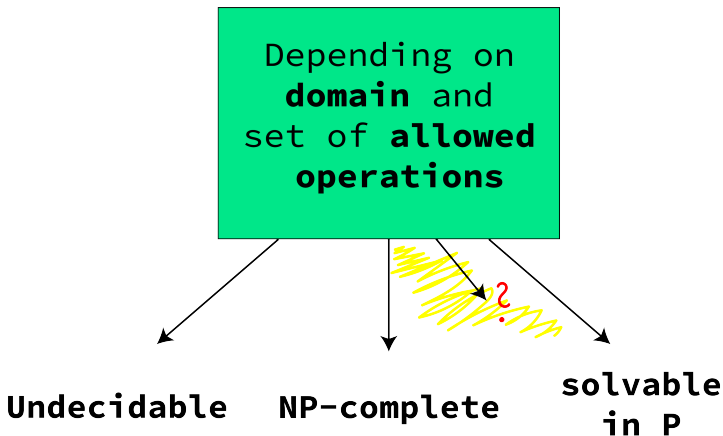 Depending on
domain and
set of allowed
operations
?
Undecidable
NP-complete
solvable
in P